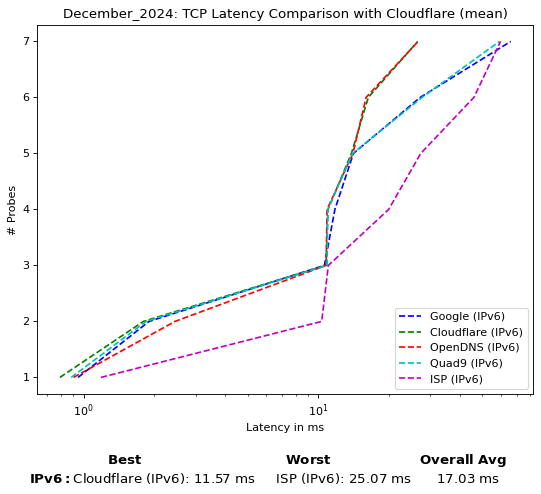 December_2024: TCP Latency Comparison with Cloudflare (mean)
7
6
5
4
3
2
1
# Probes
Google (IPv6)
Cloudflare (IPv6)
OpenDNS (IPv6)
Quad9 (IPv6)
ISP (IPv6)
10⁰ 10¹
Latency in ms
Best Worst Overall Avg
IPv6: Cloudflare (IPv6): 11.57 ms ISP (IPv6): 25.07 ms 17.03 ms